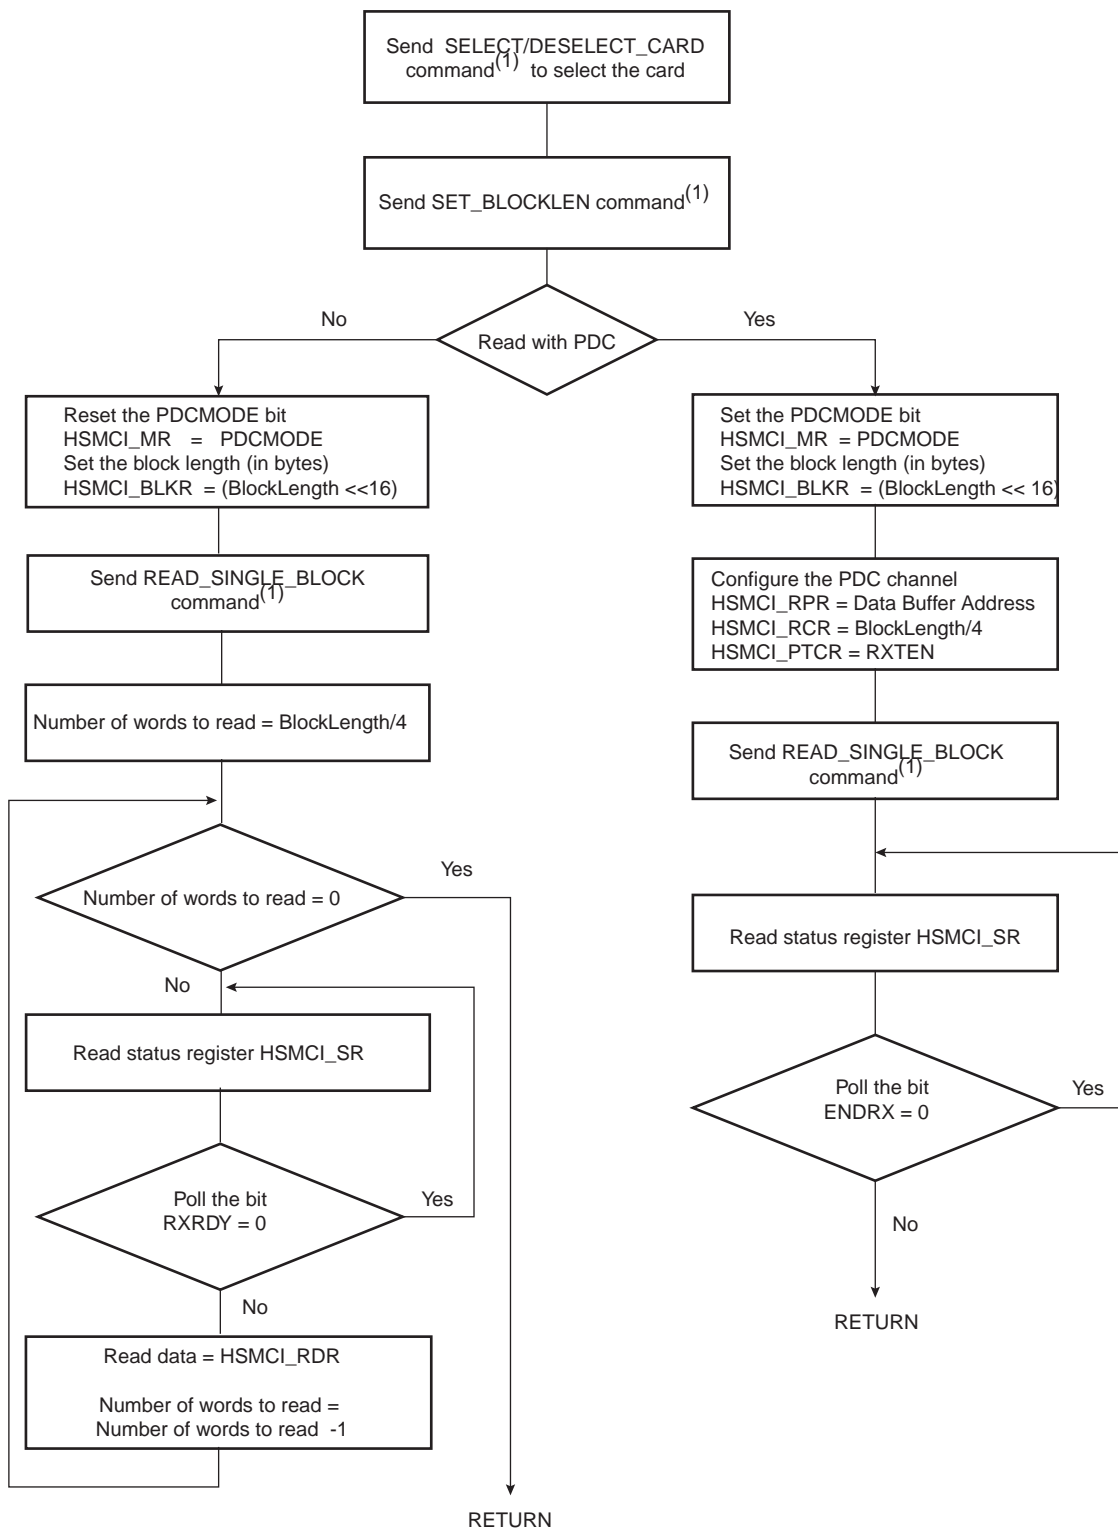 Send SELECT/DESELECT_CARD
command(1) to select the card
Send SET_BLOCKLEN command(1)
No
Yes
Read with PDC
Reset the PDCMODE bit
HSMCI_MR = PDCMODE
Set the block length (in bytes)
HSMCI_BLKR = (BlockLength <<16)
Send READ_SINGLE_BLOCK
command(1)
Number of words to read = BlockLength/4
Number of words to read = 0
Yes
No
Read status register HSMCI_SR
Poll the bit
RXRDY = 0
Yes
No
Read data = HSMCI_RDR
Number of words to read =
Number of words to read -1
RETURN
Set the PDCMODE bit
HSMCI_MR = PDCMODE
Set the block length (in bytes)
HSMCI_BLKR = (BlockLength << 16)
Configure the PDC channel
HSMCI_RPR = Data Buffer Address
HSMCI_RCR = BlockLength/4
HSMCI_PTCR = RXTEN
Send READ_SINGLE_BLOCK
command(1)
Read status register HSMCI_SR
Poll the bit
ENDRX = 0
Yes
No
RETURN